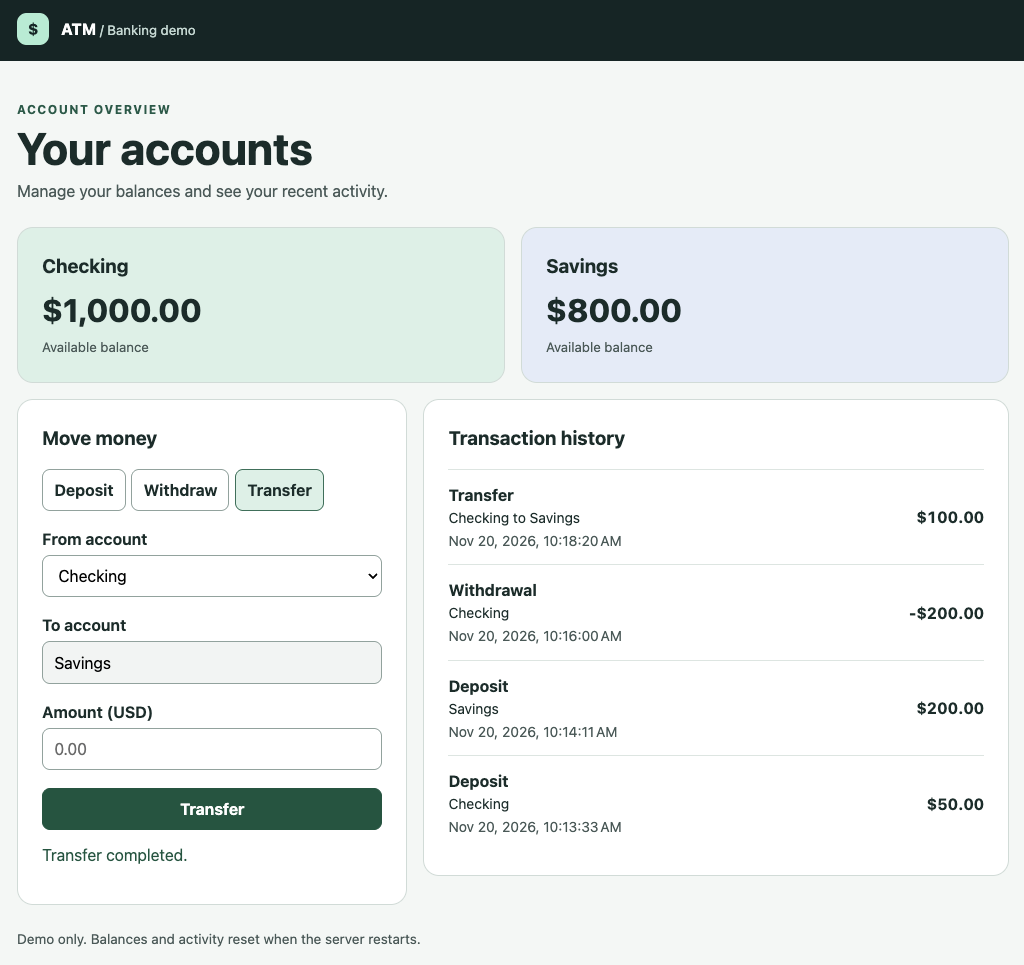 $ ATM / Banking demo
ACCOUNT OVERVIEW
Your accounts
Manage your balances and see your recent activity.
Checking
$1,000.00
Available balance
Savings
$800.00
Available balance
Move money
Deposit Withdraw Transfer
From account
Checking
To account
Savings
Amount (USD)
0.00
Transfer
Transfer completed.
Transaction history
Transfer
Checking to Savings
$100.00
Nov 20, 2026, 10:18:20 AM
Withdrawal
Checking
-$200.00
Nov 20, 2026, 10:16:00 AM
Deposit
Savings
$200.00
Nov 20, 2026, 10:14:11 AM
Deposit
Checking
$50.00
Nov 20, 2026, 10:13:33 AM
Demo only. Balances and activity reset when the server restarts.